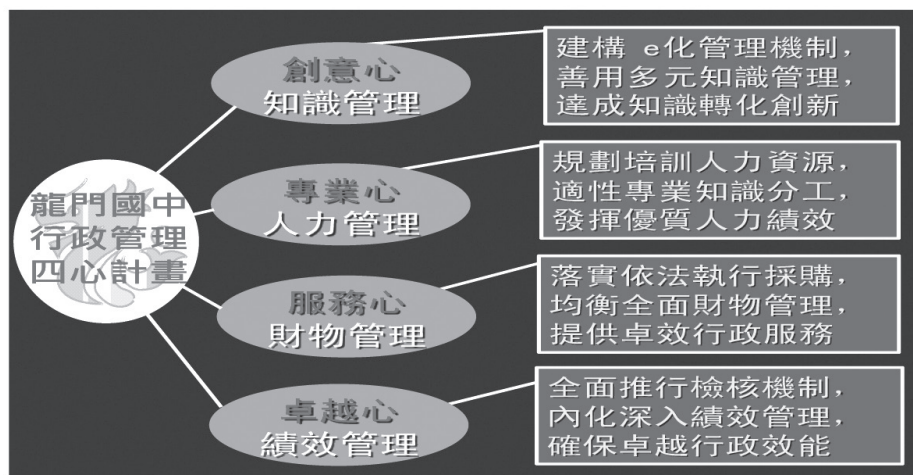 龍門國中
行政管理
四心計畫
創意心
知識管理
建構 e化管理機制,
善用多元知識管理,
達成知識轉化創新
專業心
人力管理
規劃培訓人力資源,
適性專業知識分工,
發揮優質人力績效
服務心
財物管理
落實依法執行採購,
均衡全面財物管理,
提供卓效行政服務
卓越心
績效管理
全面推行檢核機制,
內化深入績效管理,
確保卓越行政效能